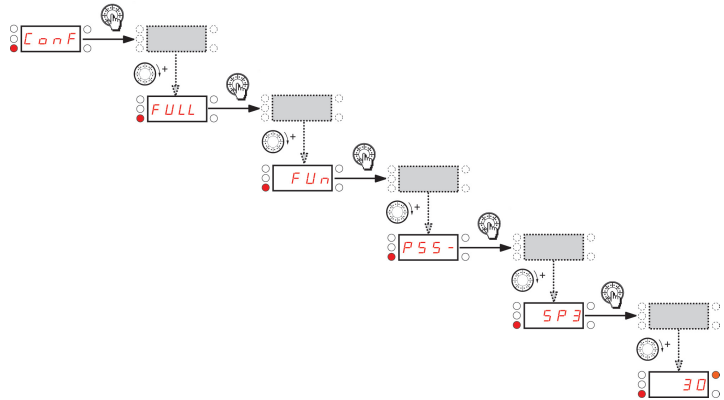 ConF
+
FULL
+
FUn
+
PSS-
+
SP3
+
30